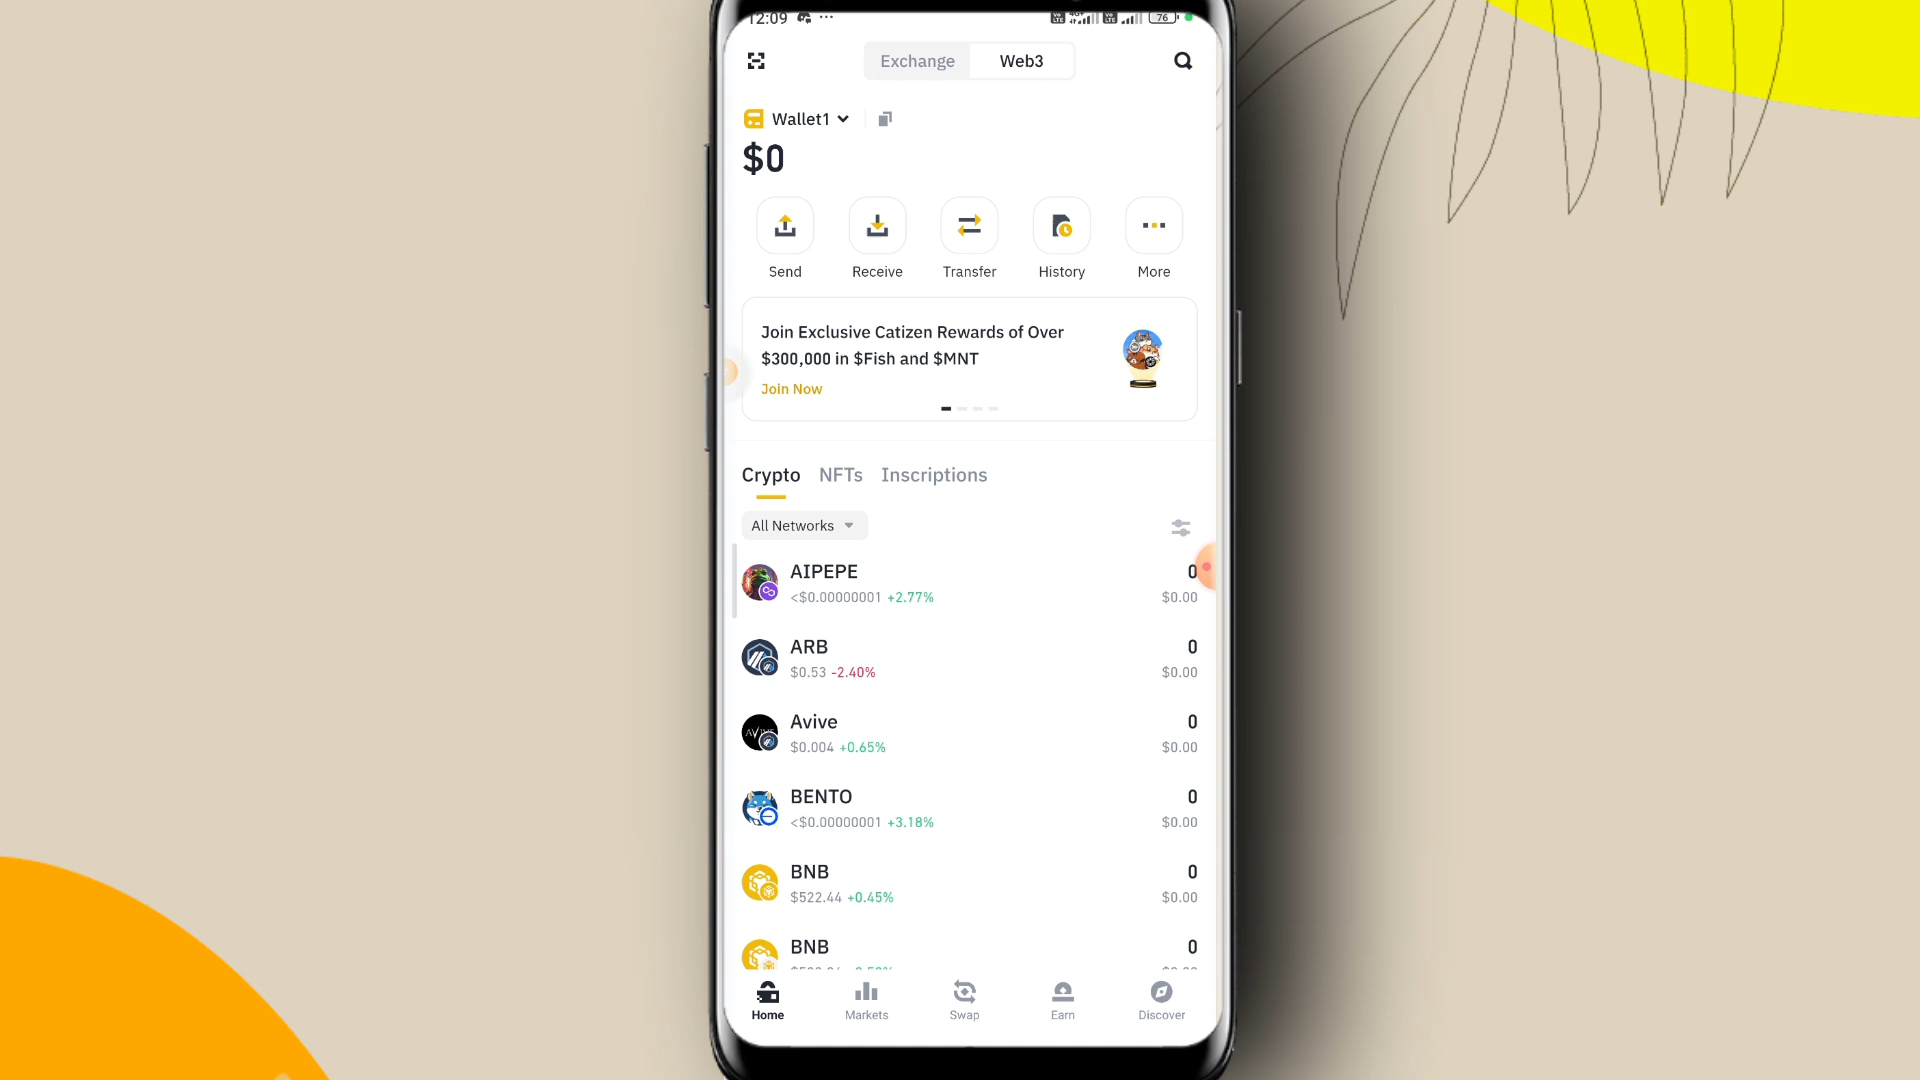 12:09 76
Exchange Web3
Wallet1
$0
Send Receive Transfer History More
Join Exclusive Catizen Rewards of Over
$300,000 in $Fish and $MNT
Join Now
Crypto NFTs Inscriptions
All Networks
AIPEPE 0
<$0.00000001 +2.77% $0.00
ARB 0
$0.53 -2.40% $0.00
Avive 0
$0.004 +0.65% $0.00
BENTO 0
<$0.00000001 +3.18% $0.00
BNB 0
$522.44 +0.45% $0.00
BNB 0
Home Markets Swap Earn Discover